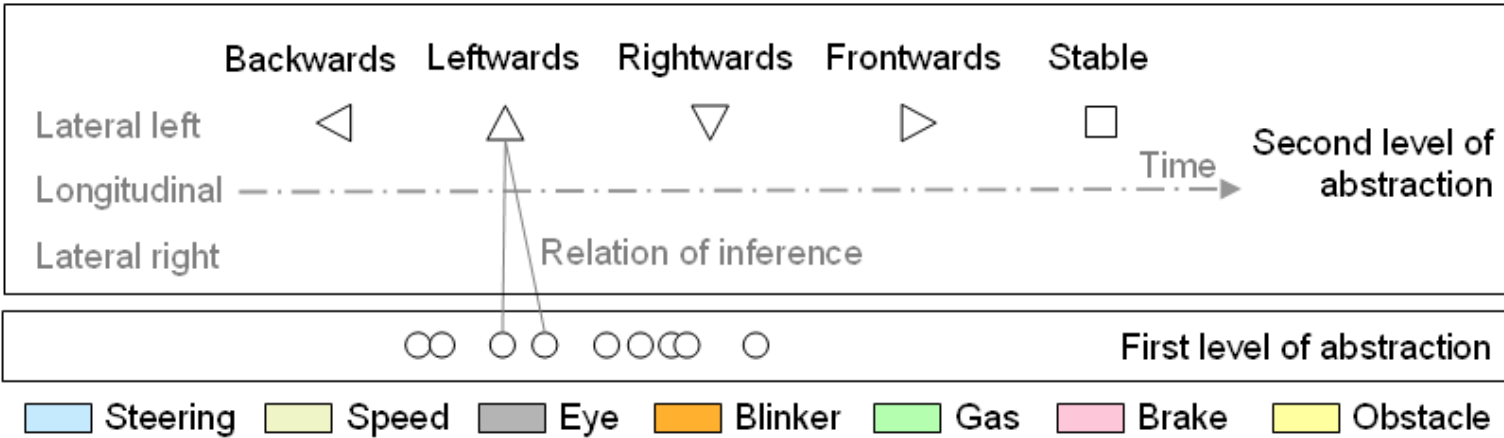 Backwards Leftwards Rightwards Frontwards Stable
Lateral left
Second level of
Time
abstraction
Longitudinal
Lateral right
Relation of inference
First level of abstraction
Steering Speed Eye Blinker Gas Brake Obstacle